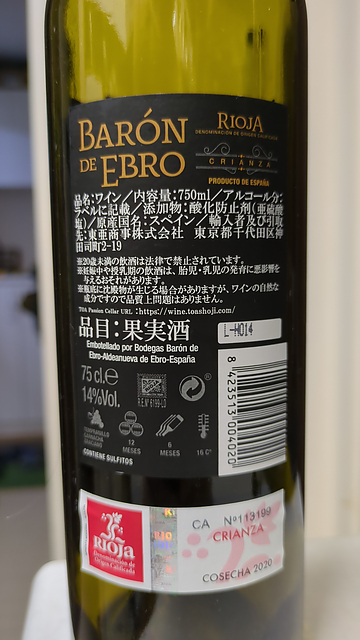 BARÓN
DE EBRO
RIOJA
DENOMINACIÓN DE ORIGEN CALIFICADA
CRIANZA
PRODUCTO DE ESPAÑA
品名:ワイン/内容量:750ml/アルコール分:
ラベルに記載/添加物:酸化防止剤(亜硫酸
塩)/原産国名:スペイン/輸入者及び引取
先:東亜商事株式会社 東京都千代田区神
田司町2-19
※20歳未満の飲酒は法律で禁止されています。
※妊娠中や授乳期の飲酒は、胎児・乳児の発育に悪影響を
与えるおそれがあります。
※瓶底に沈殿物が生じる場合がありますが、ワインの自然な
成分ですので品質上問題はありません。
TOA Passion Cellar URL :https://wine.toashoji.com/
品目:果実酒
Embotellado por Bodegas Barón de
Ebro-Aldeanueva de Ebro-España
L-H014
75 cl.e
14%Vol.
TEMPRANILLO
GARNACHA
GRACIANO
12
MESES
6
MESES
16 C°
CONTIENE SULFITOS
8 423513 004020
RIOJA
Denominación de
Origen Calificada
CA Nº113199
CRIANZA
COSECHA 2020